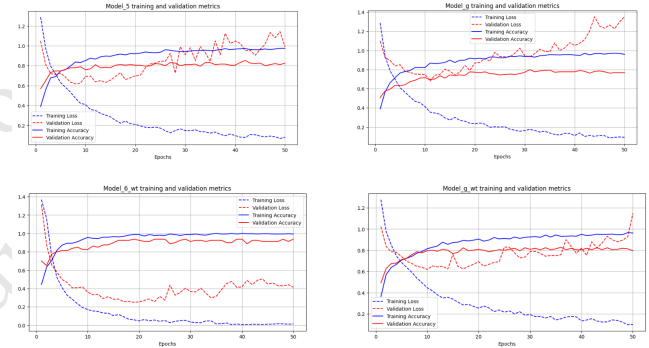 Model_5 training and validation metrics
1.2
1.0
0.8
0.6
0.4
0.2
Training Loss
Validation Loss
Training Accuracy
Validation Accuracy
0
10
20
30
40
50
Epochs
Model_g training and validation metrics
1.4
1.2
1.0
0.8
0.6
0.4
0.2
Training Loss
Validation Loss
Training Accuracy
Validation Accuracy
0
10
20
30
40
50
Epochs
Model_6_wt training and validation metrics
1.4
1.2
1.0
0.8
0.6
0.4
0.2
0.0
Training Loss
Validation Loss
Training Accuracy
Validation Accuracy
0
10
20
30
40
50
Epochs
Model_g_wt training and validation metrics
1.2
1.0
0.8
0.6
0.4
0.2
Training Loss
Validation Loss
Training Accuracy
Validation Accuracy
0
10
20
30
40
50
Epochs